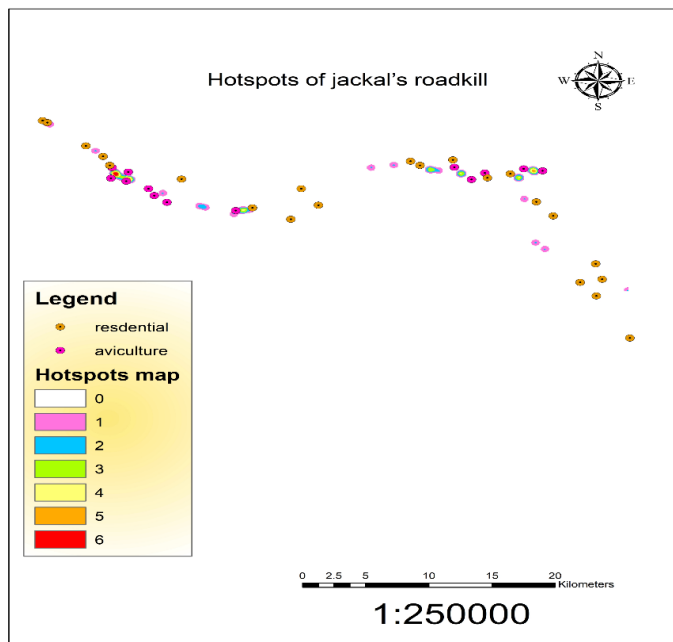 Hotspots of jackal's roadkill
N
W E
S
Legend
resdential
aviculture
Hotspots map
0
1
2
3
4
5
6
0 2.5 5 10 15 20
Kilometers
1:250000